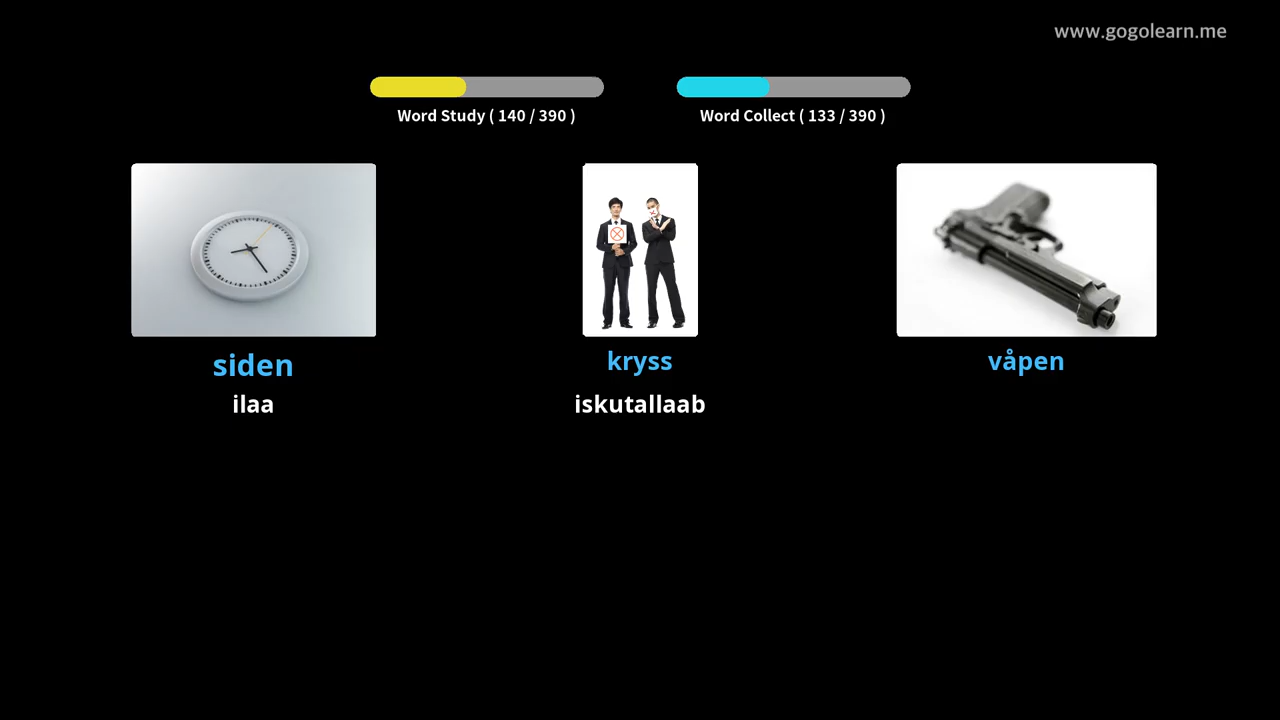 www.gogolearn.me
Word Study ( 140 / 390 )
Word Collect ( 133 / 390 )
siden
kryss
våpen
ilaa
iskutallaab